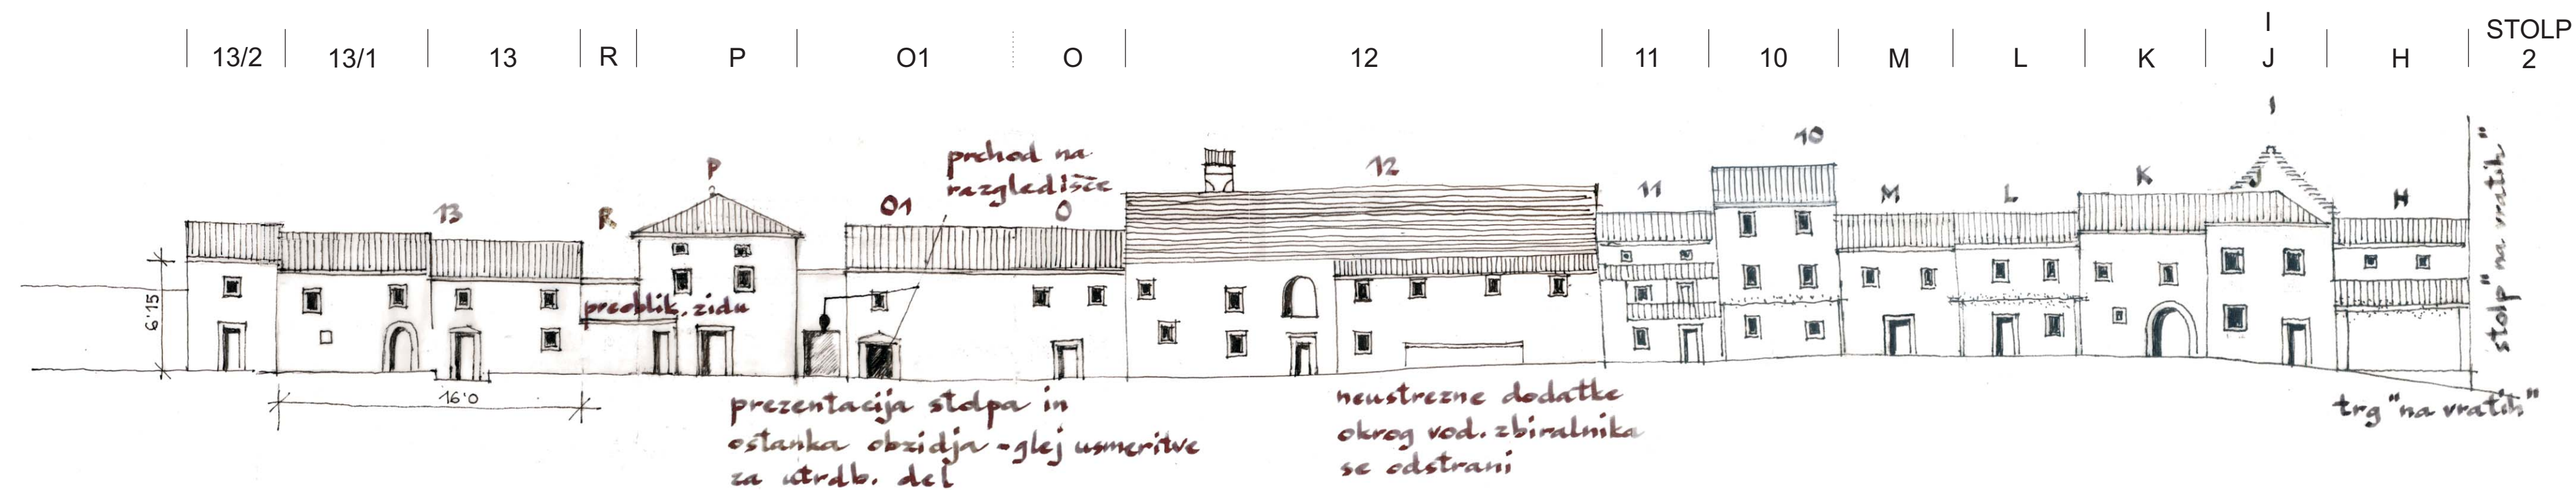 I
STOLP
13/2 13/1 13 R P O1 O 12 11 10 M L K J H 2
I
10
prehod na
razgledišče
P
12
11
M
L
K
J
H
13
R
O1
O
stolp "na vratih"
6'15
preoblik. zidu
16'0
prezentacija stolpa in
ostanka obzidja - glej usmeritve
za utrdb. del
neustrezne dodatke
okrog vod. zbiralnika
se odstrani
trg "na vratih"